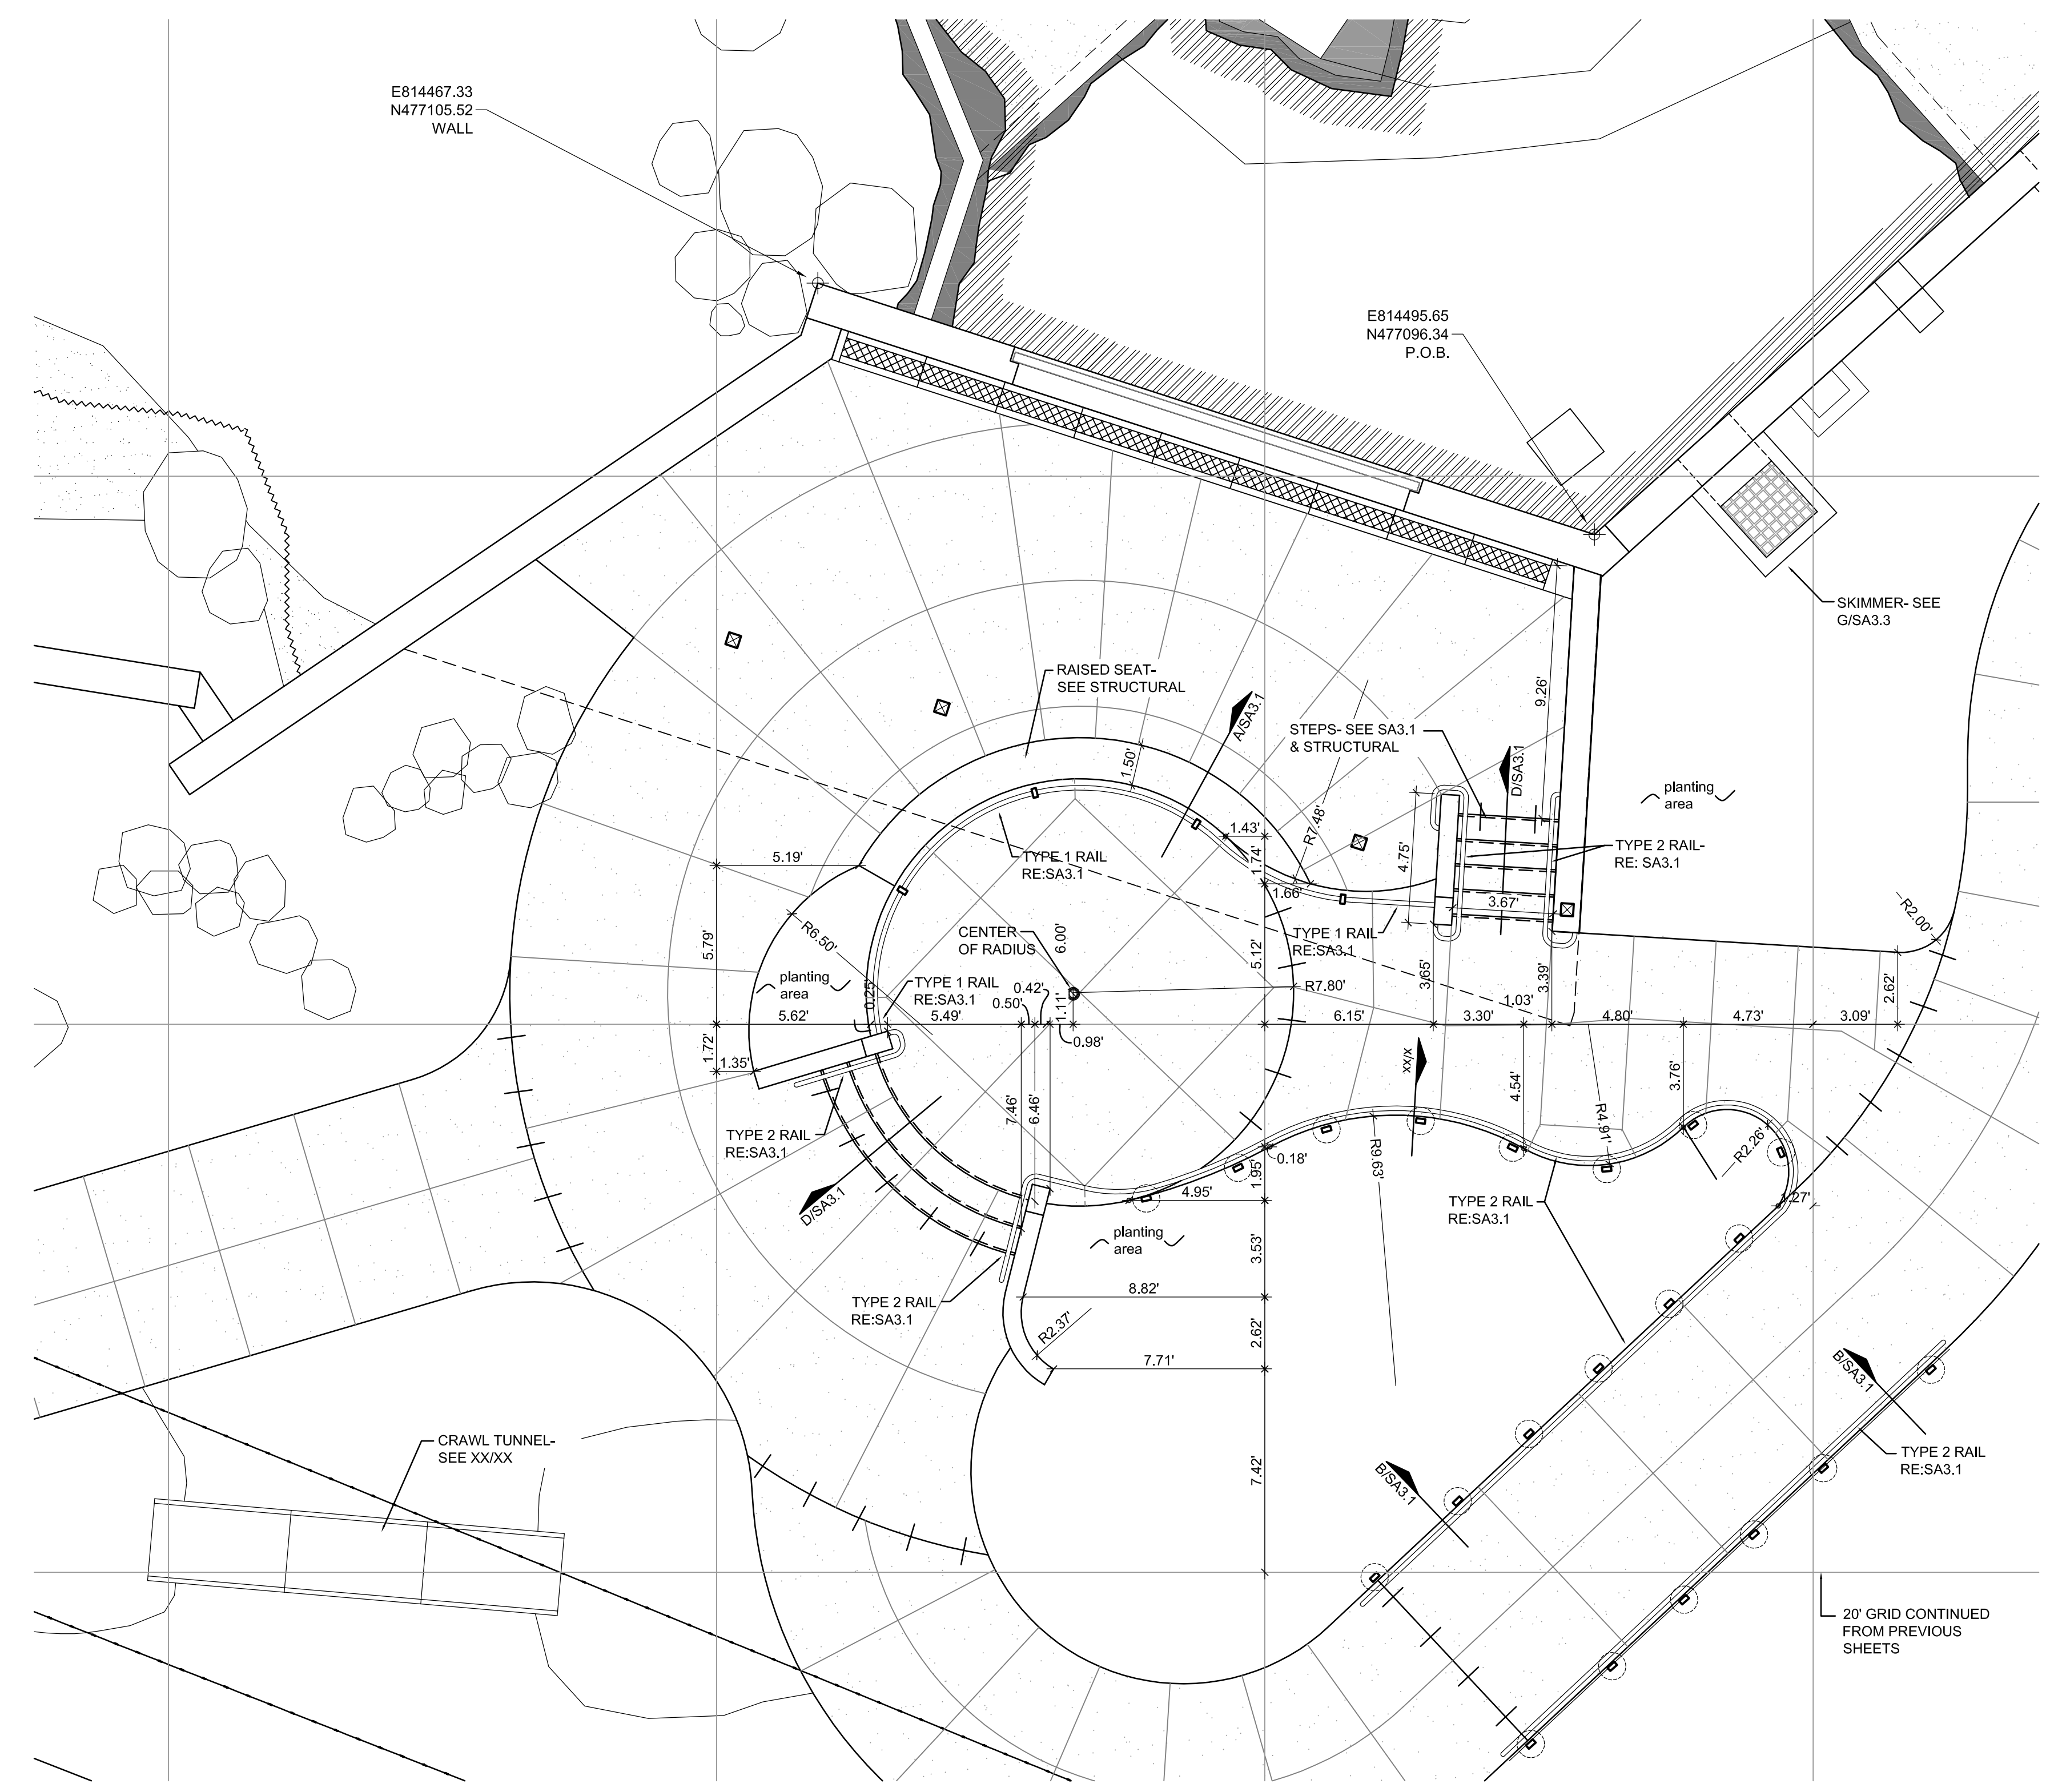 E814467.33
N477105.52
WALL
E814495.65
N477096.34
P.O.B.
SKIMMER- SEE
G/SA3.3
RAISED SEAT-
SEE STRUCTURAL
A/SA3.1
STEPS- SEE SA3.1
& STRUCTURAL
D/SA3.1
9.26'
1.50'
planting
area
TYPE 1 RAIL
RE:SA3.1
1.43'
1.74'
R7.48'
4.75'
TYPE 2 RAIL-
RE: SA3.1
5.19'
1.66'
3.67'
R2.00'
R6.50'
CENTER
OF RADIUS
6.00'
TYPE 1 RAIL
RE:SA3.1
5.79'
5.12'
3.65'
3.39'
2.62'
planting
area
0.25'
TYPE 1 RAIL
RE:SA3.1
0.42'
0.50'
1.11'
R7.80'
1.03'
5.62'
5.49'
6.15'
3.30'
4.80'
4.73'
3.09'
0.98'
1.72'
1.35'
xx/x
4.54'
3.76'
7.46'
6.46'
R4.91'
R2.26'
TYPE 2 RAIL
RE:SA3.1
0.18'
R9.63'
1.95'
4.95'
D/SA3.1
TYPE 2 RAIL
RE:SA3.1
1.27'
planting
area
3.53'
8.82'
TYPE 2 RAIL
RE:SA3.1
R2.37'
2.62'
7.71'
B/SA3.1
CRAWL TUNNEL-
SEE XX/XX
7.42'
B/SA3.1
TYPE 2 RAIL
RE:SA3.1
20' GRID CONTINUED
FROM PREVIOUS
SHEETS